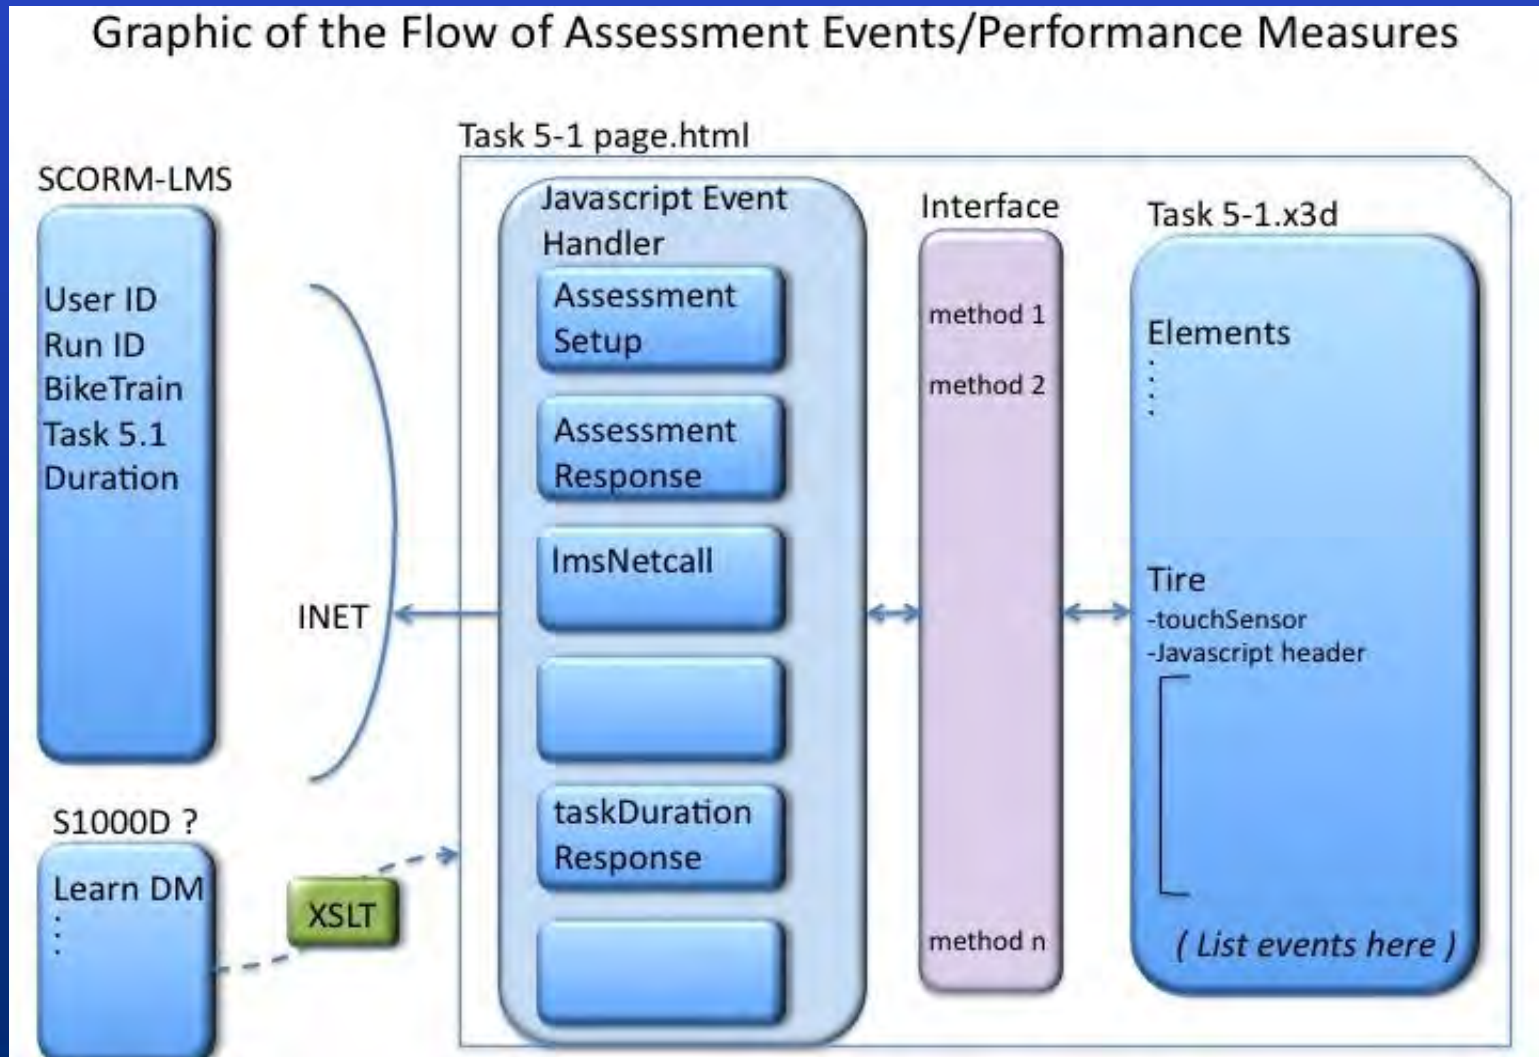 Graphic of the Flow of Assessment Events/Performance Measures
Task 5-1 page.html
SCORM-LMS
User ID
Run ID
BikeTrain
Task 5.1
Duration
INET
S1000D ?
Learn DM
XSLT
Javascript Event
Handler
Assessment
Setup
Assessment
Response
lmsNetcall
taskDuration
Response
Interface
method 1
method 2
method n
Task 5-1.x3d
Elements
Tire
-touchSensor
-Javascript header
( List events here )